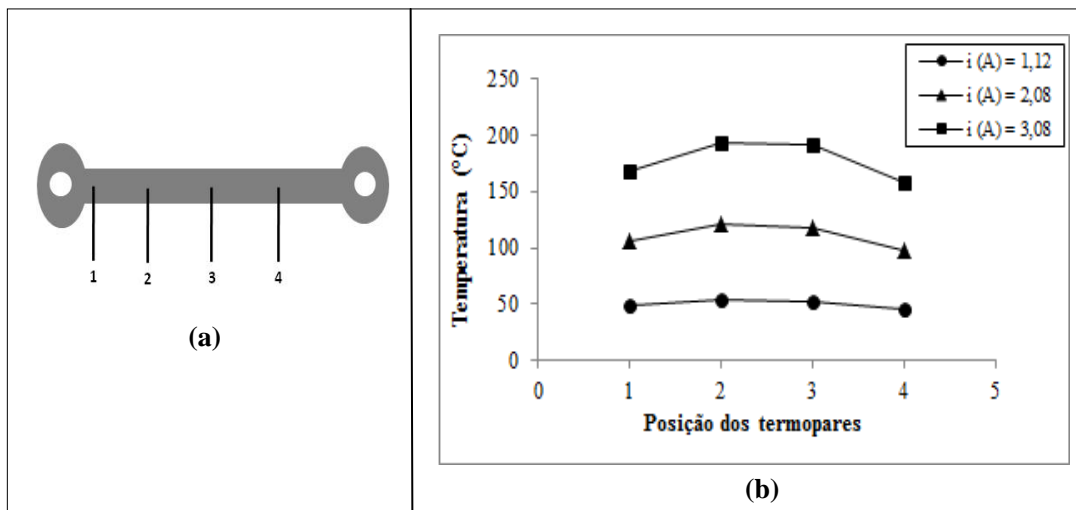 1
2
3
4
(a)
i (A) = 1,12
i (A) = 2,08
i (A) = 3,08
Temperatura (°C)
250
200
150
100
50
0
0 1 2 3 4 5
Posição dos termopares
(b)